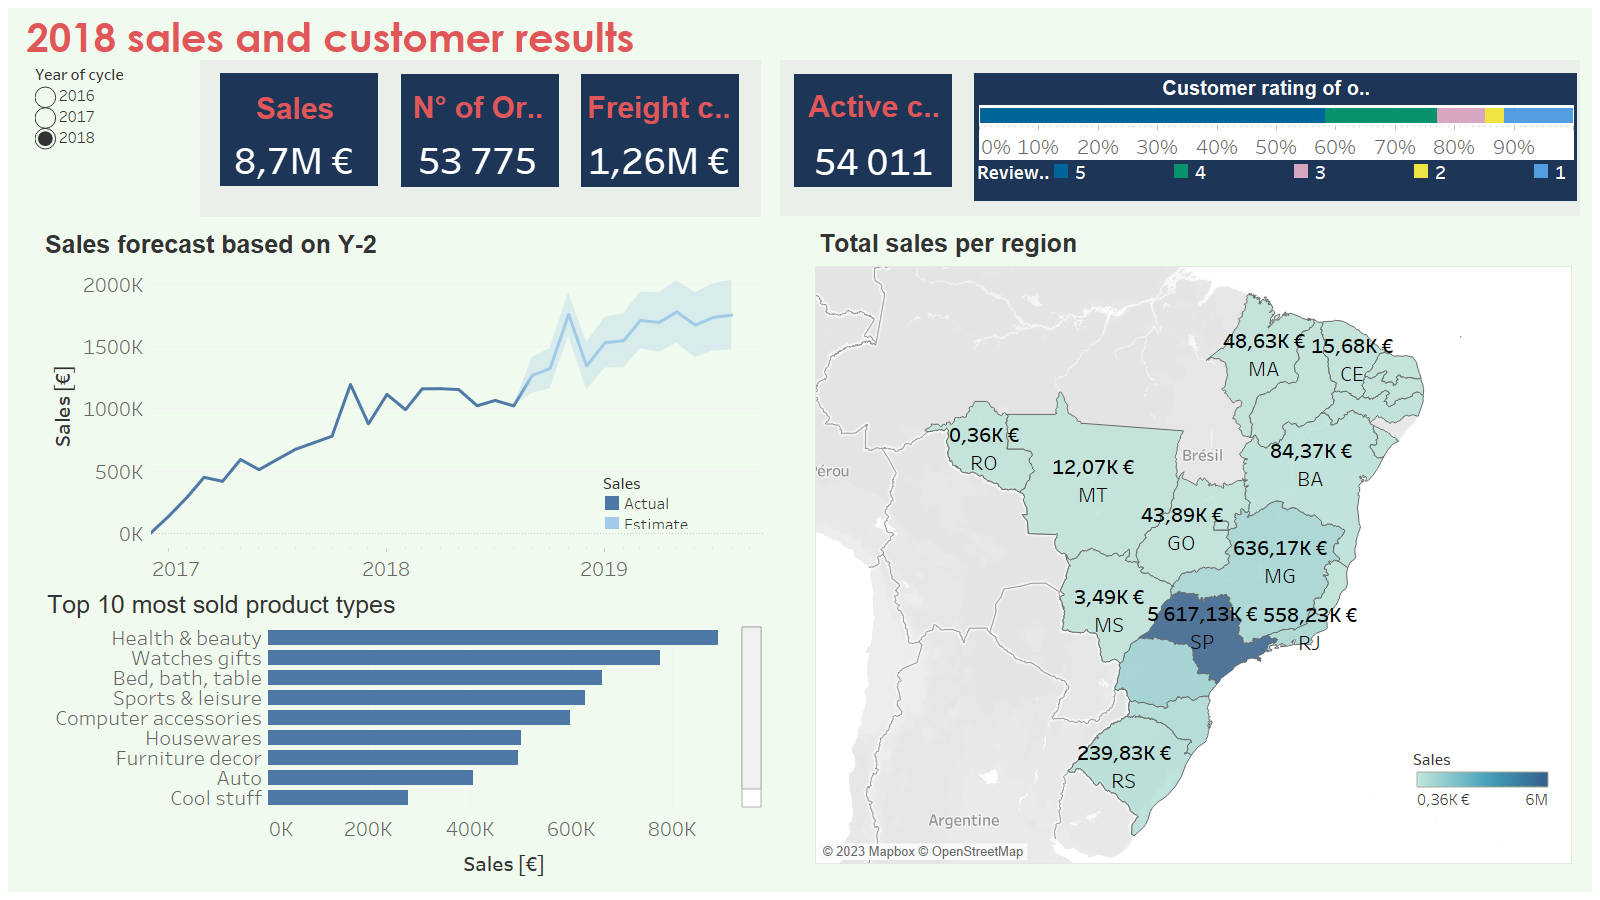 2018 sales and customer results
Year of cycle
2016
2017
2018
Sales
8,7M €
N° of Or..
53 775
Freight c..
1,26M €
Active c..
54 011
Customer rating of o..
0% 10% 20% 30% 40% 50% 60% 70% 80% 90%
Review.. 5 4 3 2 1
Sales forecast based on Y-2
2000K
1500K
1000K
500K
0K
Sales [€]
2017 2018 2019
Sales
Actual
Estimate
Top 10 most sold product types
Health & beauty
Watches gifts
Bed, bath, table
Sports & leisure
Computer accessories
Housewares
Furniture decor
Auto
Cool stuff
0K 200K 400K 600K 800K
Sales [€]
Total sales per region
48,63K €
MA
15,68K €
CE
0,36K €
RO
12,07K €
MT
Brésil
84,37K €
BA
érou
43,89K €
GO
636,17K €
MG
3,49K €
MS
5 617,13K €
SP
558,23K €
RJ
239,83K €
RS
Argentine
Sales
0,36K € 6M
© 2023 Mapbox © OpenStreetMap